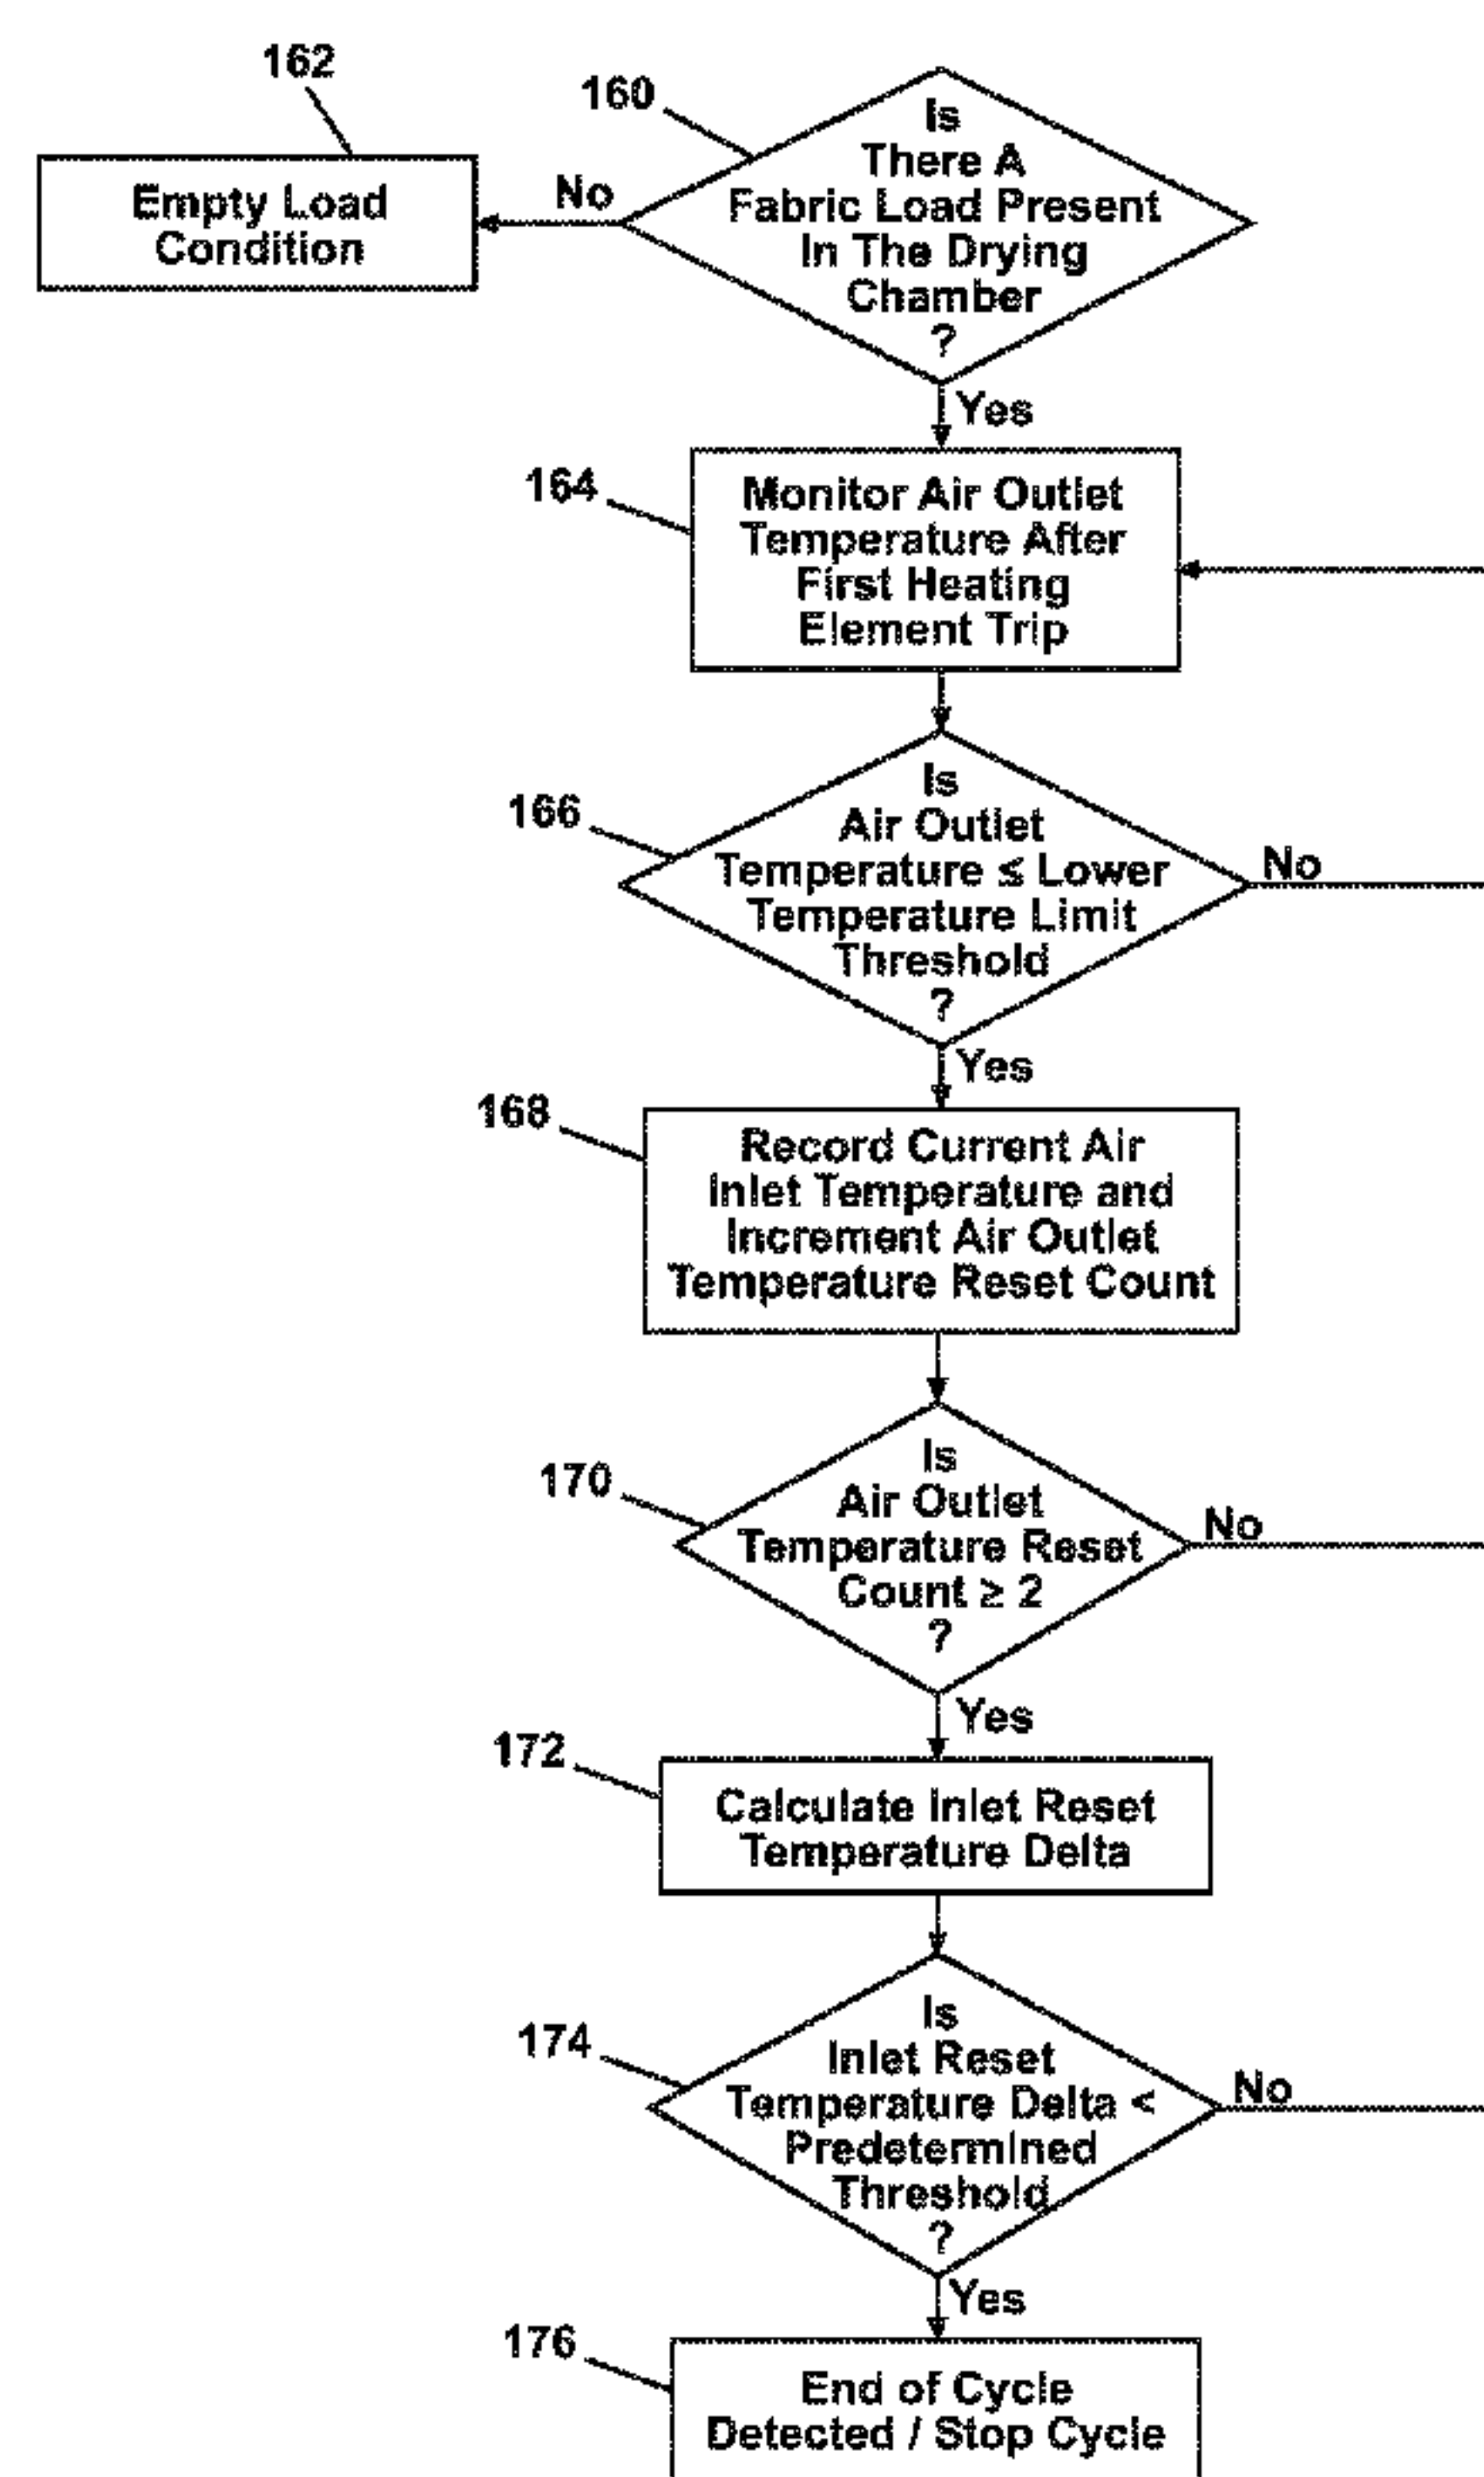 162
160
Is
There A
Fabric Load Present
In The Drying
Chamber
?
No
Empty Load
Condition
Yes
164
Monitor Air Outlet
Temperature After
First Heating
Element Trip
166
Is
Air Outlet
Temperature ≤ Lower
Temperature Limit
Threshold
?
No
Yes
168
Record Current Air
Inlet Temperature and
Increment Air Outlet
Temperature Reset Count
170
Is
Air Outlet
Temperature Reset
Count ≥ 2
?
No
Yes
172
Calculate Inlet Reset
Temperature Delta
174
Is
Inlet Reset
Temperature Delta <
Predetermined
Threshold
?
No
Yes
176
End of Cycle
Detected / Stop Cycle